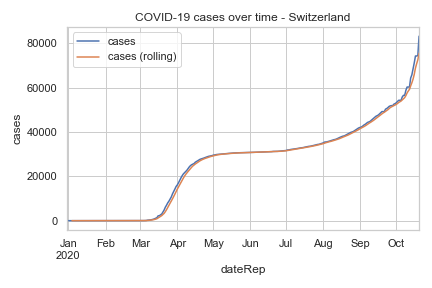 COVID-19 cases over time - Switzerland
cases
cases (rolling)
80000
60000
40000
20000
0
cases
Jan Feb Mar Apr May Jun Jul Aug Sep Oct
2020
dateRep